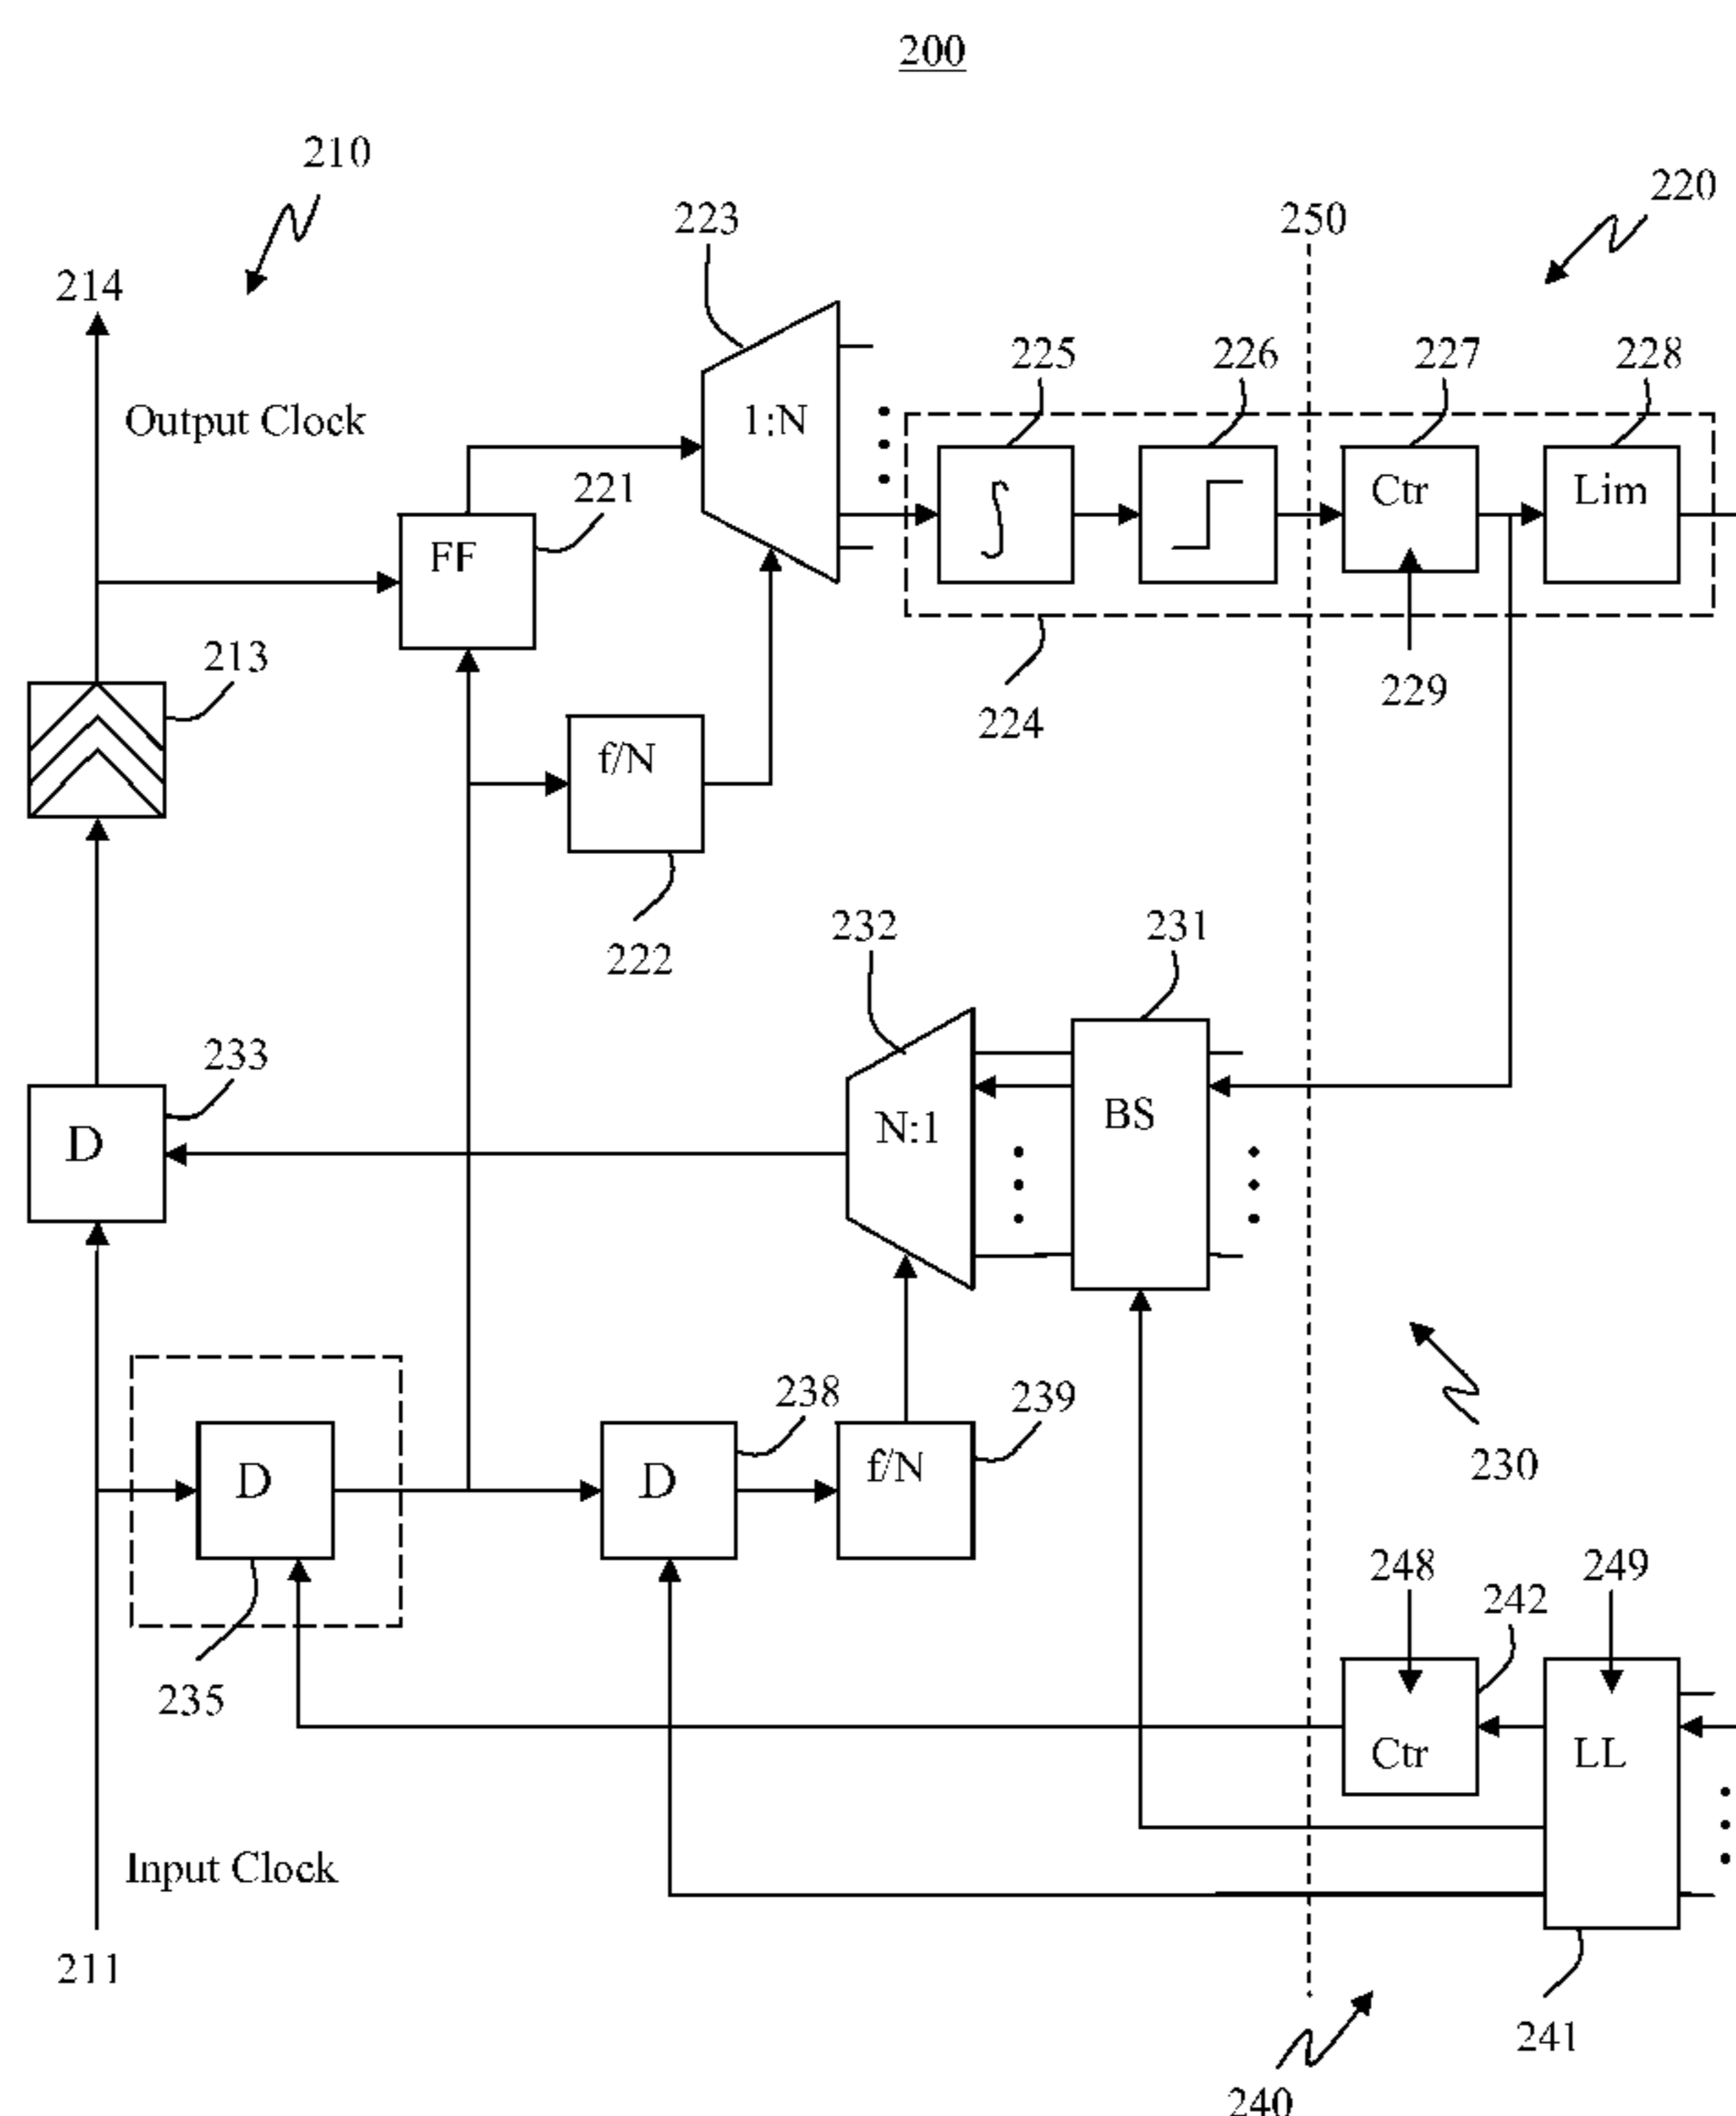 200
210
220
223
250
214
225
226
227
228
Output Clock
1:N
221
Ctr
Lim
FF
213
229
224
f/N
222
232
231
233
BS
N:1
D
238
239
230
D
D
f/N
248
249
242
235
Ctr
LL
Input Clock
211
241
240